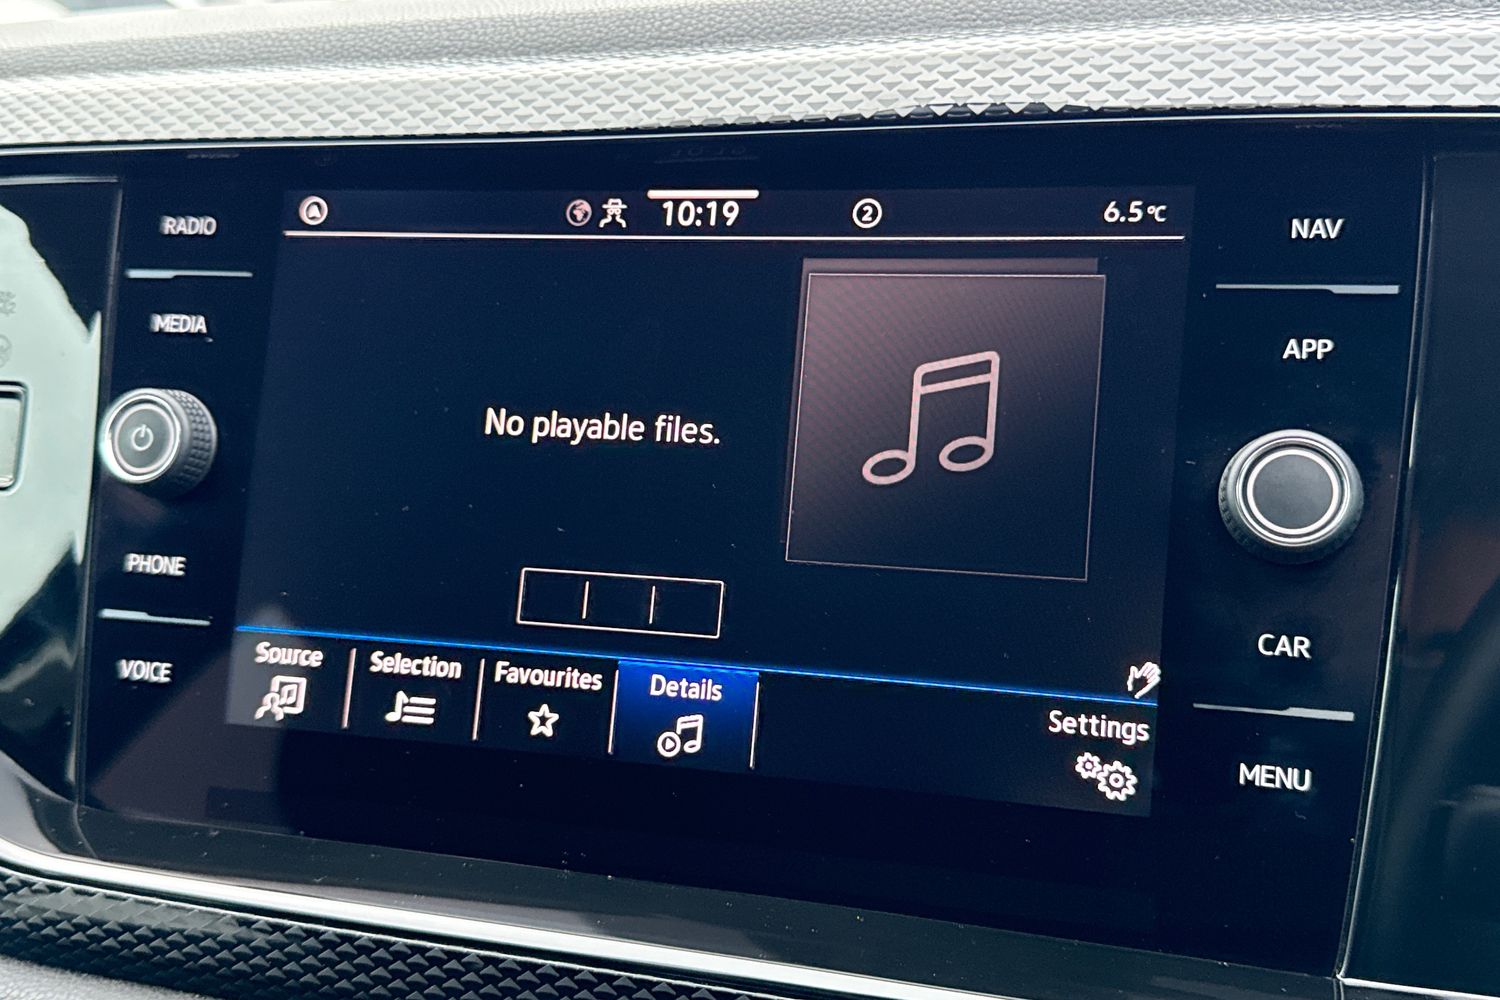 RADIO
MEDIA
PHONE
VOICE
A
10:19
2
6.5°C
No playable files.
Source
Selection
Favourites
Details
Settings
NAV
APP
CAR
MENU